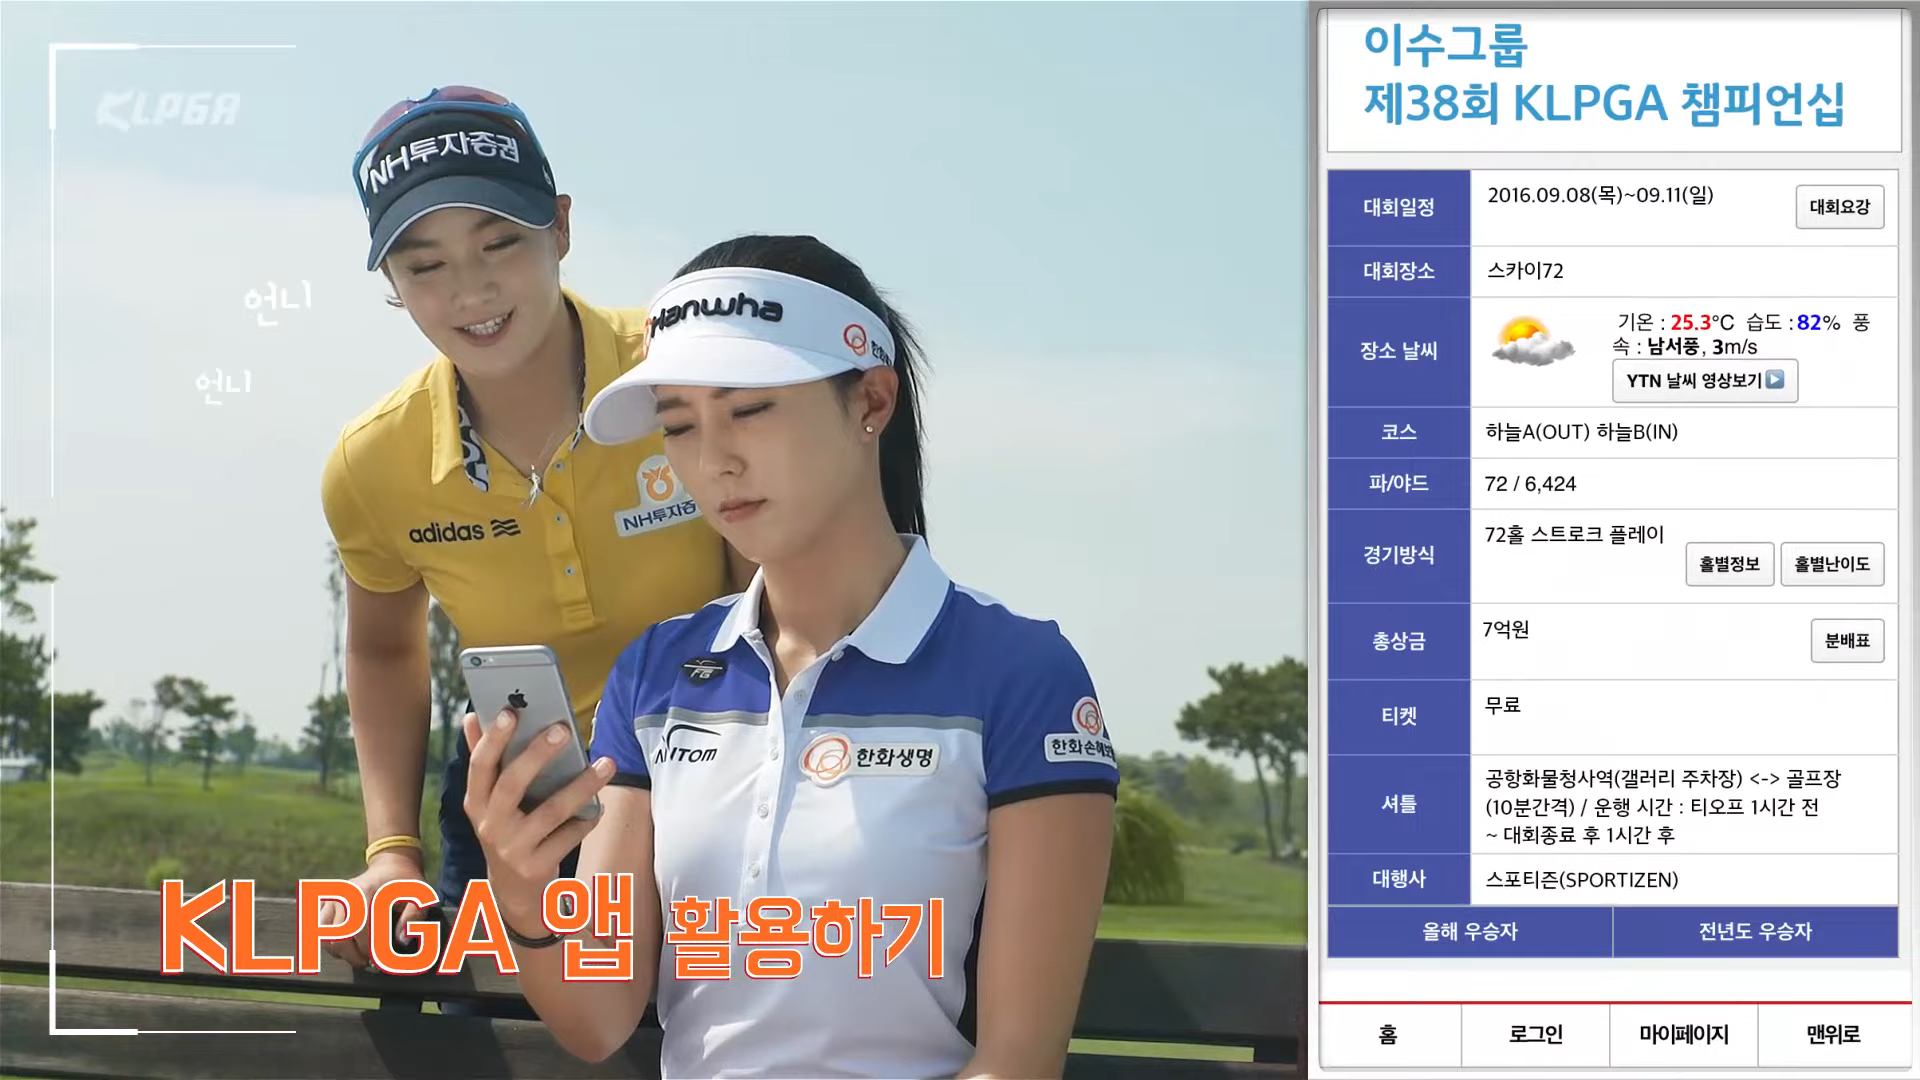 KLPGA
NH투자증권
언니
언니
Hanwha
adidas
NH투자증
FG
한화생명
한화손해보
KLPGA 앱 활용하기
이수그룹
제38회 KLPGA 챔피언십
대회일정
2016.09.08(목)~09.11(일)
대회요강
대회장소
스카이72
장소 날씨
기온 : 25.3°C 습도 : 82% 풍
속 : 남서풍, 3m/s
YTN 날씨 영상보기
코스
하늘A(OUT) 하늘B(IN)
파/야드
72 / 6,424
경기방식
72홀 스트로크 플레이
홀별정보
홀별난이도
총상금
7억원
분배표
티켓
무료
셔틀
공항화물청사역(갤러리 주차장) <-> 골프장
(10분간격) / 운행 시간 : 티오프 1시간 전
~ 대회종료 후 1시간 후
대행사
스포티즌(SPORTIZEN)
올해 우승자
전년도 우승자
홈
로그인
마이페이지
맨위로